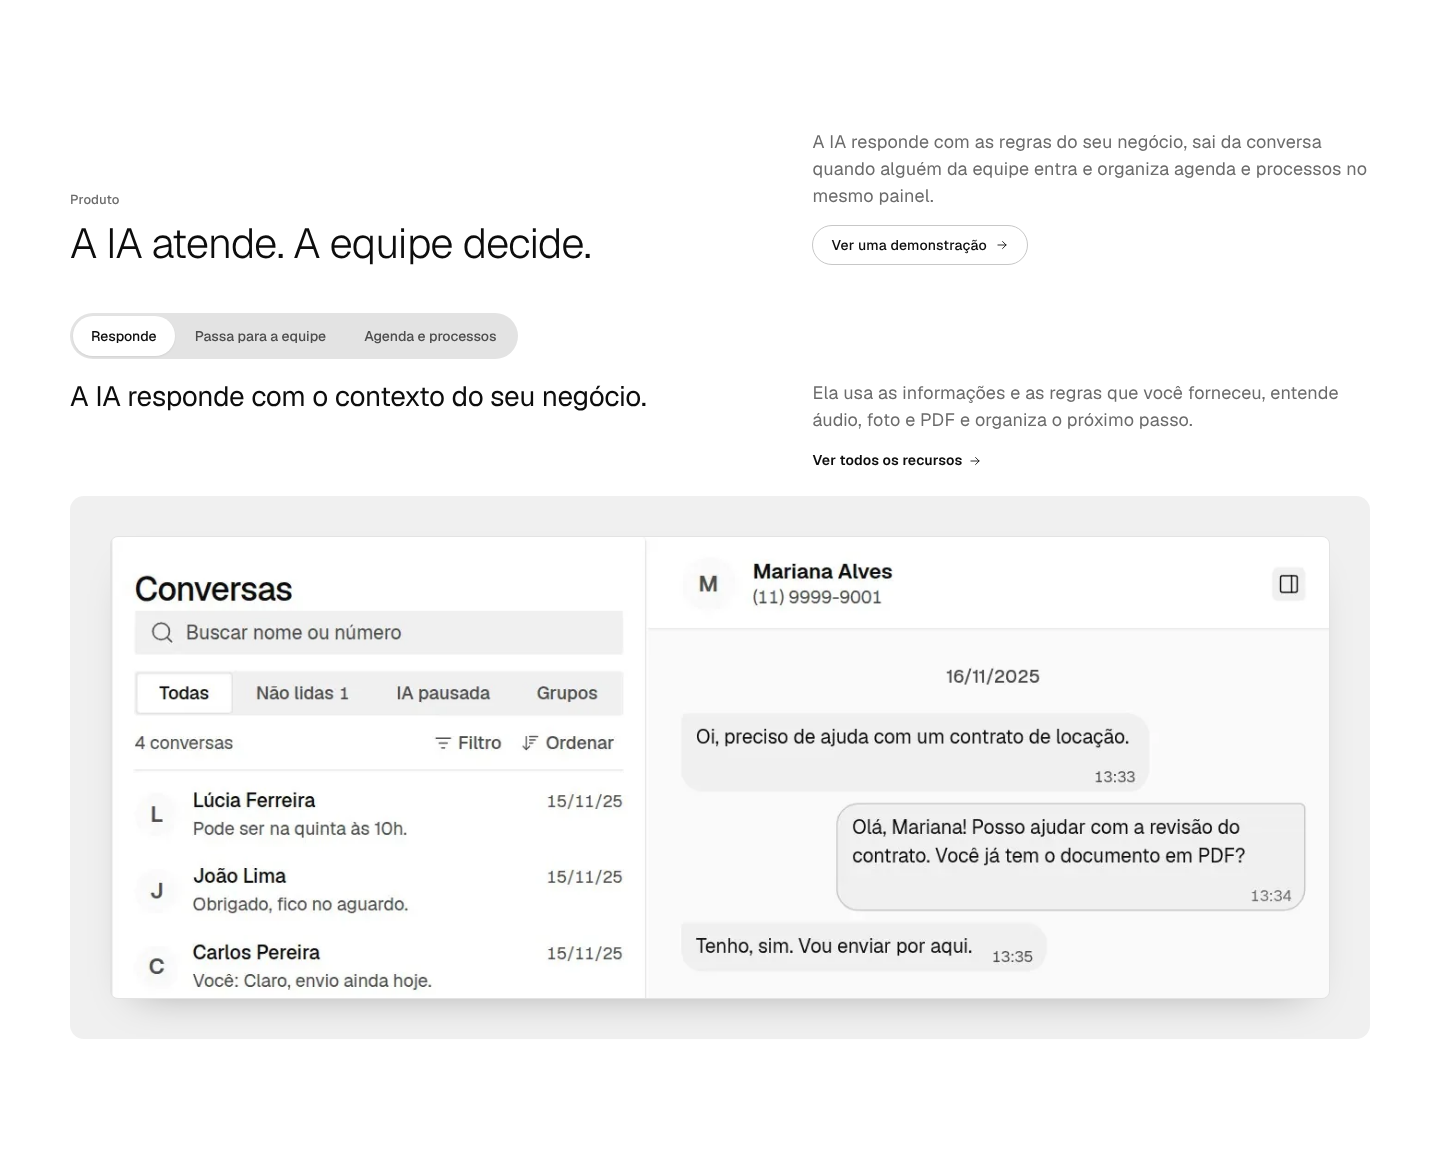 Produto
A IA atende. A equipe decide.
A IA responde com as regras do seu negócio, sai da conversa
quando alguém da equipe entra e organiza agenda e processos no
mesmo painel.
Ver uma demonstração →
Responde
Passa para a equipe
Agenda e processos
A IA responde com o contexto do seu negócio.
Ela usa as informações e as regras que você forneceu, entende
áudio, foto e PDF e organiza o próximo passo.
Ver todos os recursos →
Conversas
Buscar nome ou número
Todas
Não lidas 1
IA pausada
Grupos
4 conversas
Filtro
Ordenar
L
Lúcia Ferreira
15/11/25
Pode ser na quinta às 10h.
J
João Lima
15/11/25
Obrigado, fico no aguardo.
C
Carlos Pereira
15/11/25
Você: Claro, envio ainda hoje.
M
Mariana Alves
(11) 9999-9001
16/11/2025
Oi, preciso de ajuda com um contrato de locação.
13:33
Olá, Mariana! Posso ajudar com a revisão do
contrato. Você já tem o documento em PDF?
13:34
Tenho, sim. Vou enviar por aqui.
13:35